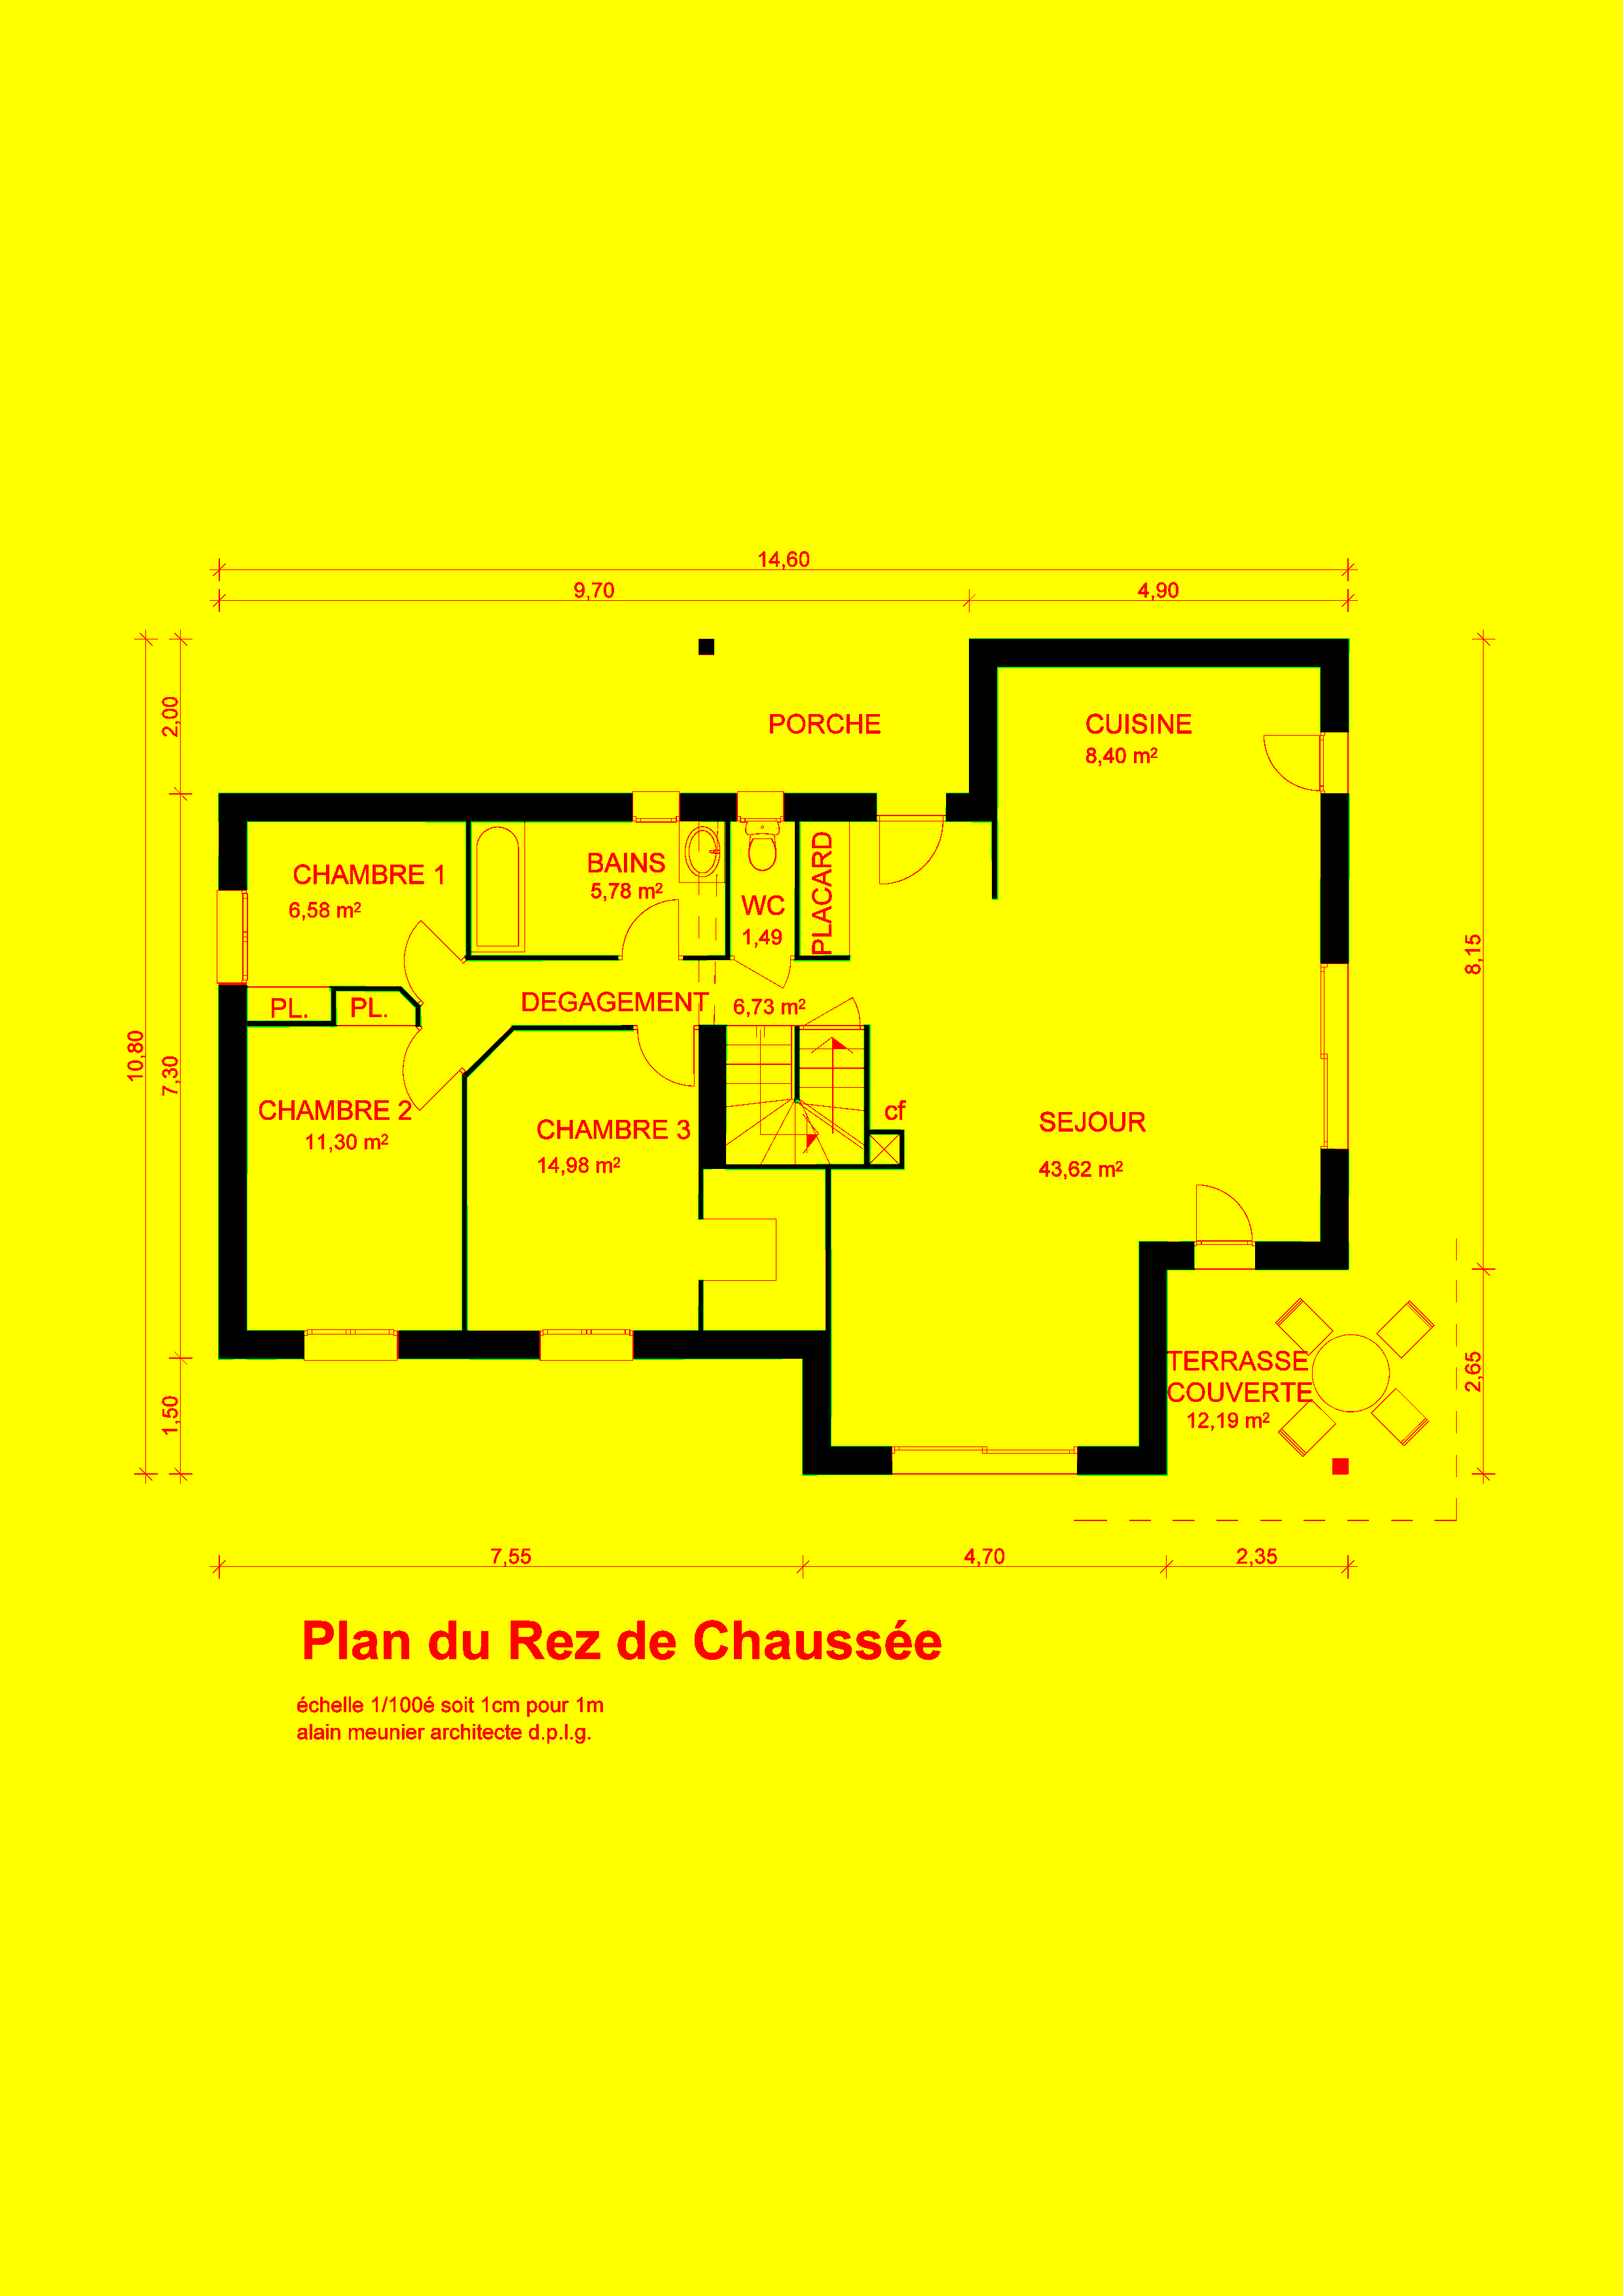 14,60
9,70
4,90
2,00
PORCHE
CUISINE
8,40 m²
CHAMBRE 1
6,58 m²
BAINS
5,78 m²
WC
1,49
PLACARD
8,15
PL.
PL.
DEGAGEMENT
6,73 m²
10,80
7,30
CHAMBRE 2
11,30 m²
CHAMBRE 3
14,98 m²
cf
SEJOUR
43,62 m²
TERRASSE
COUVERTE
12,19 m²
2,65
1,50
7,55
4,70
2,35
Plan du Rez de Chaussée
échelle 1/100é soit 1cm pour 1m
alain meunier architecte d.p.l.g.